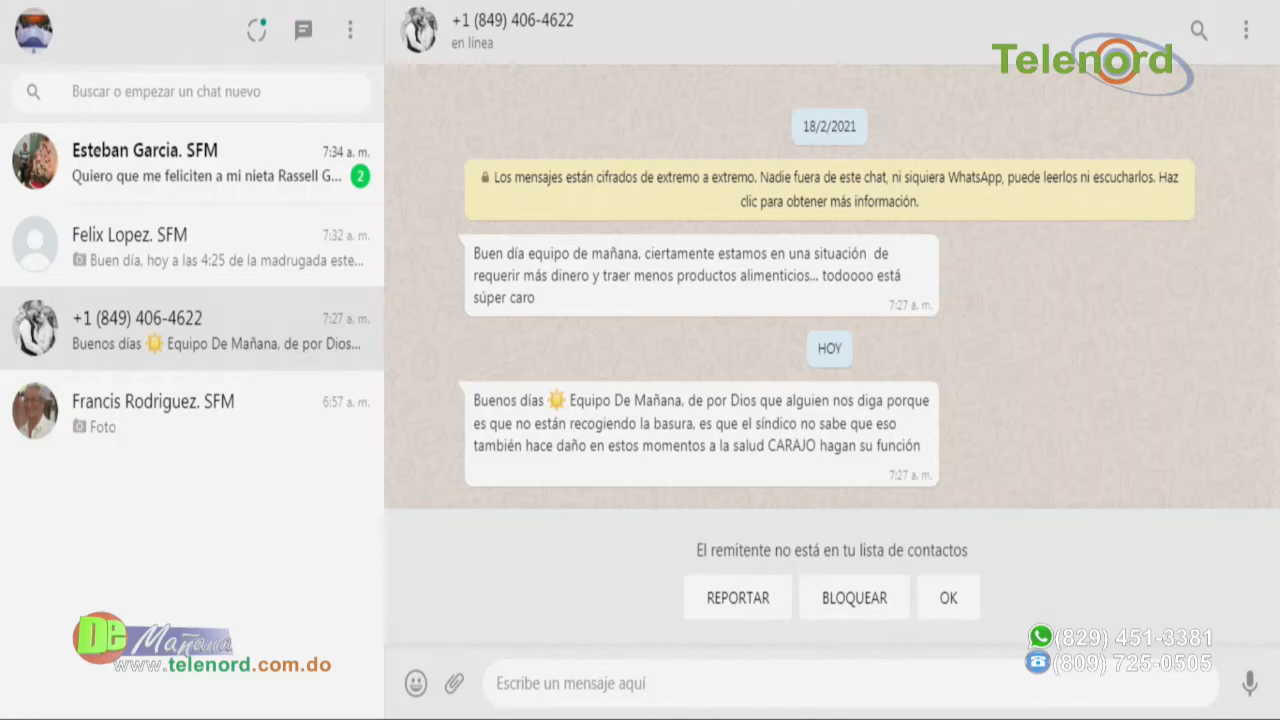 Buscar o empezar un chat nuevo
Esteban Garcia. SFM
7:34 a. m.
Quiero que me feliciten a mi nieta Rassell G...
2
Felix Lopez. SFM
7:32 a. m.
Buen día, hoy a las 4:25 de la madrugada este...
+1 (849) 406-4622
7:27 a. m.
Buenos días ☀️ Equipo De Mañana, de por Dios...
Francis Rodriguez. SFM
6:57 a. m.
Foto
De Mañana
www.telenord.com.do
+1 (849) 406-4622
en línea
Telenord
18/2/2021
Los mensajes están cifrados de extremo a extremo. Nadie fuera de este chat, ni siquiera WhatsApp, puede leerlos ni escucharlos. Haz
clic para obtener más información.
Buen día equipo de mañana, ciertamente estamos en una situación de
requerir más dinero y traer menos productos alimenticios... todoooo está
súper caro
7:27 a. m.
HOY
Buenos días ☀️ Equipo De Mañana, de por Dios que alguien nos diga porque
es que no están recogiendo la basura, es que el síndico no sabe que eso
también hace daño en estos momentos a la salud CARAJO hagan su función
7:27 a. m.
El remitente no está en tu lista de contactos
REPORTAR BLOQUEAR OK
(829) 451-3381
(809) 725-0505
Escribe un mensaje aquí